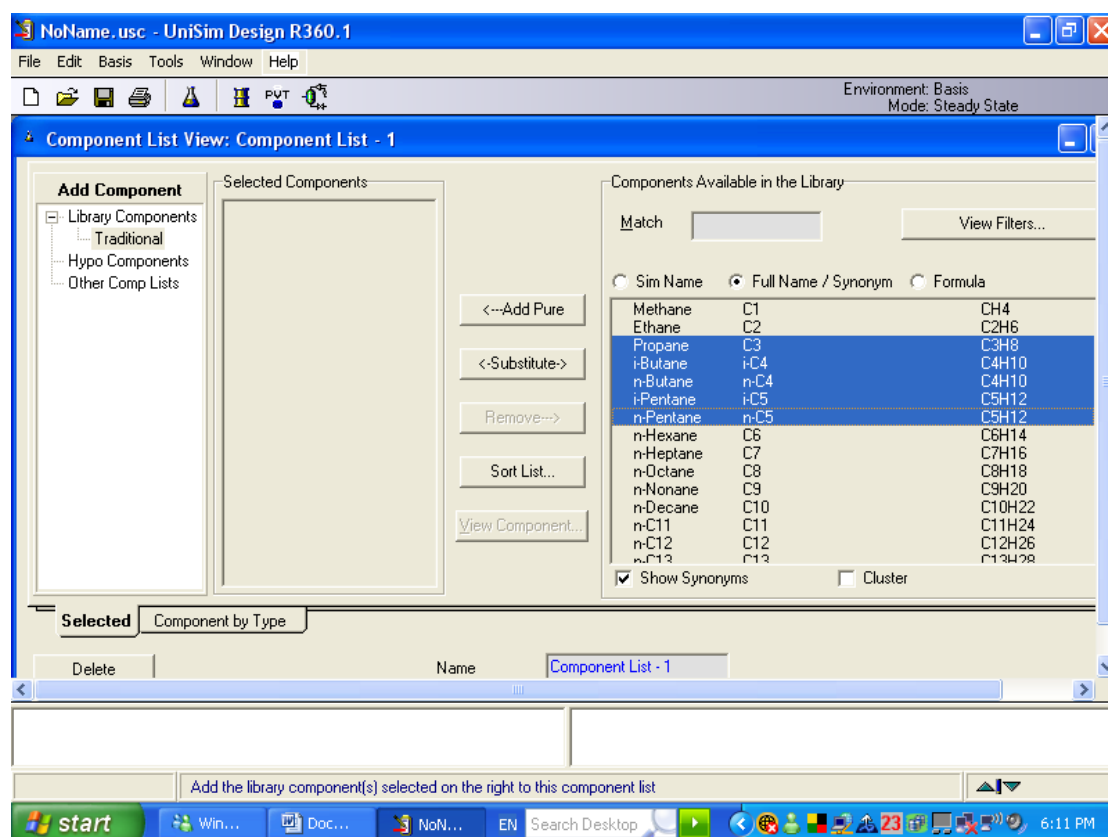 NoName.usc - UniSim Design R360.1
File Edit Basis Tools Window Help
PVT
Environment: Basis
Mode: Steady State
Component List View: Component List - 1
Add Component
Library Components
Traditional
Hypo Components
Other Comp Lists
Selected Components
<---Add Pure
<-Substitute->
Remove--->
Sort List...
View Component...
Components Available in the Library
Match
View Filters...
Sim Name Full Name / Synonym Formula
Methane C1 CH4
Ethane C2 C2H6
Propane C3 C3H8
i-Butane i-C4 C4H10
n-Butane n-C4 C4H10
i-Pentane i-C5 C5H12
n-Pentane n-C5 C5H12
n-Hexane C6 C6H14
n-Heptane C7 C7H16
n-Octane C8 C8H18
n-Nonane C9 C9H20
n-Decane C10 C10H22
n-C11 C11 C11H24
n-C12 C12 C12H26
n-C13 C13 C13H28
Show Synonyms Cluster
Selected Component by Type
Delete Name Component List - 1
Add the library component(s) selected on the right to this component list
start Win... Doc... NoN... EN Search Desktop 23 6:11 PM